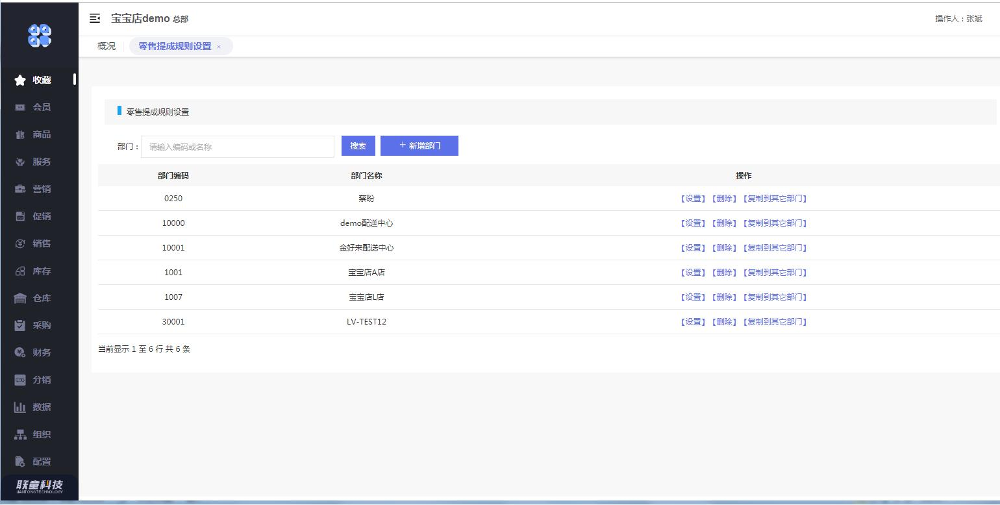 宝宝店demo 总部
操作人：张斌
概况
零售提成规则设置 ×
收藏
会员
商品
服务
营销
促销
销售
库存
仓库
采购
财务
分销
数据
组织
配置
联童科技
LIANTONGTECHNOLOGY
零售提成规则设置
部门： 请输入编码或名称 搜索 + 新增部门
部门编码 部门名称 操作
0250 蔡盼 【设置】【删除】【复制到其它部门】
10000 demo配送中心 【设置】【删除】【复制到其它部门】
10001 金好来配送中心 【设置】【删除】【复制到其它部门】
1001 宝宝店A店 【设置】【删除】【复制到其它部门】
1007 宝宝店L店 【设置】【删除】【复制到其它部门】
30001 LV-TEST12 【设置】【删除】【复制到其它部门】
当前显示 1 至 6 行 共 6 条